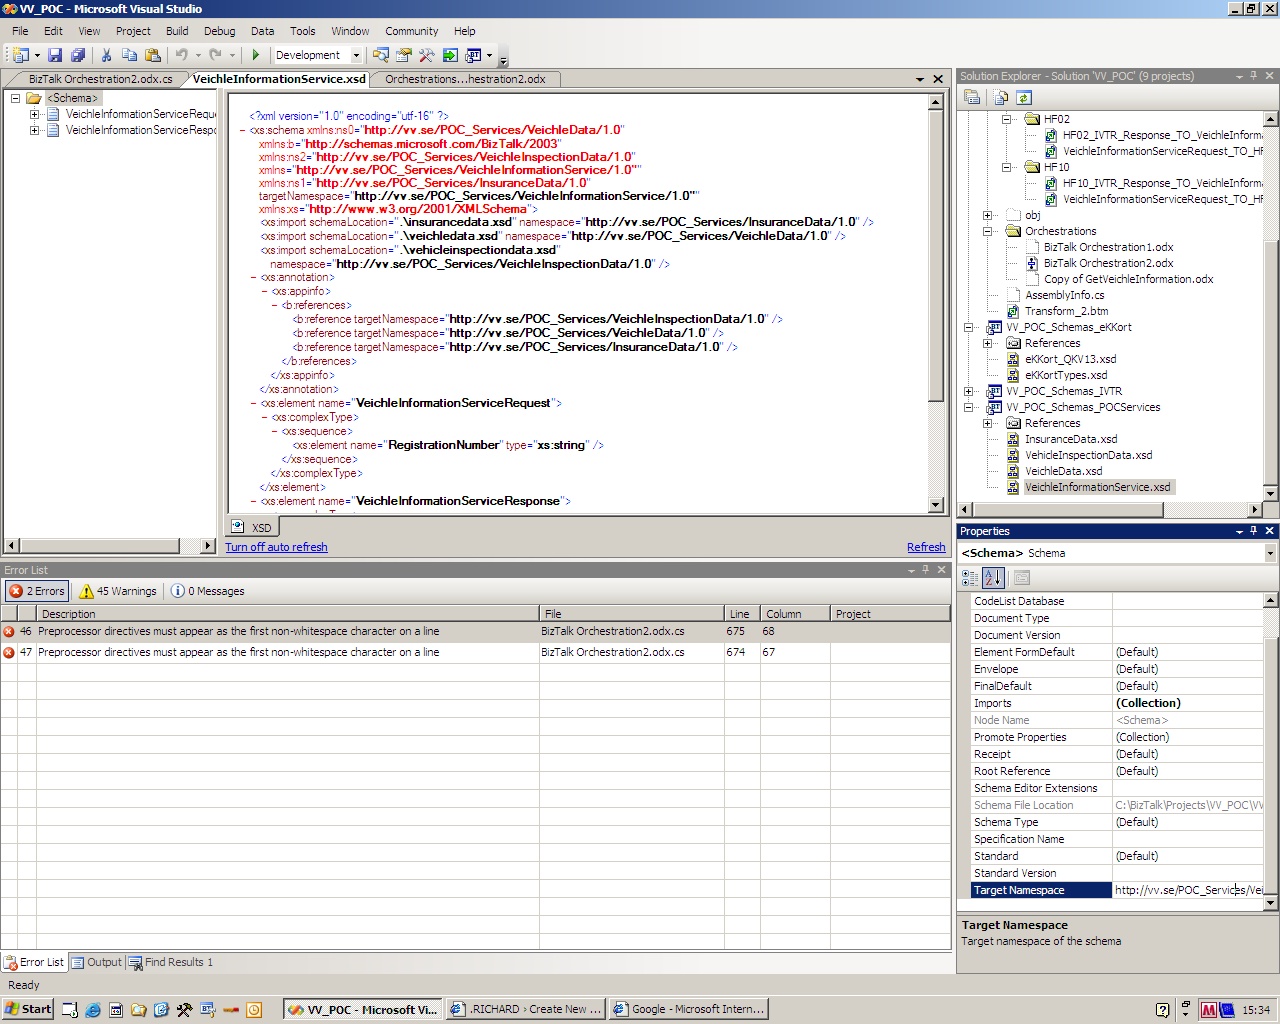 VV_POC - Microsoft Visual Studio
File Edit View Project Build Debug Data Tools Window Community Help
Development
BizTalk Orchestration2.odx.cs VeichleInformationService.xsd Orchestrations...hestration2.odx
<Schema>
VeichleInformationServiceRequ
VeichleInformationServiceRespo
<?xml version="1.0" encoding="utf-16" ?>
- <xs:schema xmlns:ns0="http://vv.se/POC_Services/VeichleData/1.0"
xmlns:b="http://schemas.microsoft.com/BizTalk/2003"
xmlns:ns2="http://vv.se/POC_Services/VeichleInspectionData/1.0"
xmlns="http://vv.se/POC_Services/VeichleInformationService/1.0""
xmlns:ns1="http://vv.se/POC_Services/InsuranceData/1.0"
targetNamespace="http://vv.se/POC_Services/VeichleInformationService/1.0""
xmlns:xs="http://www.w3.org/2001/XMLSchema">
<xs:import schemaLocation=".\insurancedata.xsd" namespace="http://vv.se/POC_Services/InsuranceData/1.0" />
<xs:import schemaLocation=".\veichledata.xsd" namespace="http://vv.se/POC_Services/VeichleData/1.0" />
<xs:import schemaLocation=".\vehicleinspectiondata.xsd"
namespace="http://vv.se/POC_Services/VeichleInspectionData/1.0" />
- <xs:annotation>
- <xs:appinfo>
- <b:references>
<b:reference targetNamespace="http://vv.se/POC_Services/VeichleInspectionData/1.0" />
<b:reference targetNamespace="http://vv.se/POC_Services/VeichleData/1.0" />
<b:reference targetNamespace="http://vv.se/POC_Services/InsuranceData/1.0" />
</b:references>
</xs:appinfo>
</xs:annotation>
- <xs:element name="VeichleInformationServiceRequest">
- <xs:complexType>
- <xs:sequence>
<xs:element name="RegistrationNumber" type="xs:string" />
</xs:sequence>
</xs:complexType>
</xs:element>
- <xs:element name="VeichleInformationServiceResponse">
XSD
Turn off auto refresh Refresh
Error List
2 Errors 45 Warnings 0 Messages
Description File Line Column Project
46 Preprocessor directives must appear as the first non-whitespace character on a line BizTalk Orchestration2.odx.cs 675 68
47 Preprocessor directives must appear as the first non-whitespace character on a line BizTalk Orchestration2.odx.cs 674 67
Error List Output Find Results 1
Ready
Solution Explorer - Solution 'VV_POC' (9 projects)
HF02
HF02_IVTR_Response_TO_VeichleInform
VeichleInformationServiceRequest_TO_HF
HF10
HF10_IVTR_Response_TO_VeichleInform
VeichleInformationServiceRequest_TO_HF
obj
Orchestrations
BizTalk Orchestration1.odx
BizTalk Orchestration2.odx
Copy of GetVeichleInformation.odx
AssemblyInfo.cs
Transform_2.btm
VV_POC_Schemas_eKKort
References
eKKort_QKV13.xsd
eKKortTypes.xsd
VV_POC_Schemas_IVTR
VV_POC_Schemas_POCServices
References
InsuranceData.xsd
VehicleInspectionData.xsd
VeichleData.xsd
VeichleInformationService.xsd
Properties
<Schema> Schema
CodeList Database
Document Type
Document Version
Element FormDefault (Default)
Envelope (Default)
FinalDefault (Default)
Imports (Collection)
Node Name <Schema>
Promote Properties (Collection)
Receipt (Default)
Root Reference (Default)
Schema Editor Extensions
Schema File Location C:\BizTalk\Projects\VV_POC\VV
Schema Type (Default)
Specification Name
Standard (Default)
Standard Version
Target Namespace http://vv.se/POC_Services/Vei
Target Namespace
Target namespace of the schema
Start VV_POC - Microsoft Vi... .RICHARD › Create New ... Google - Microsoft Intern... 15:34